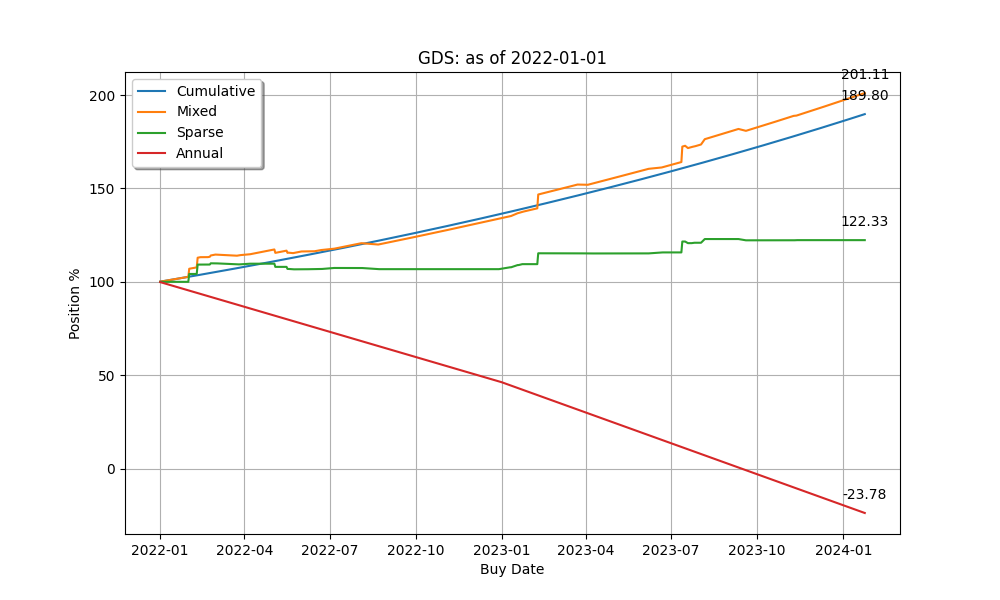 GDS: as of 2022-01-01
201.11
189.80
122.33
-23.78
Cumulative
Mixed
Sparse
Annual
200
150
100
50
0
Position %
2022-01 2022-04 2022-07 2022-10 2023-01 2023-04 2023-07 2023-10 2024-01
Buy Date